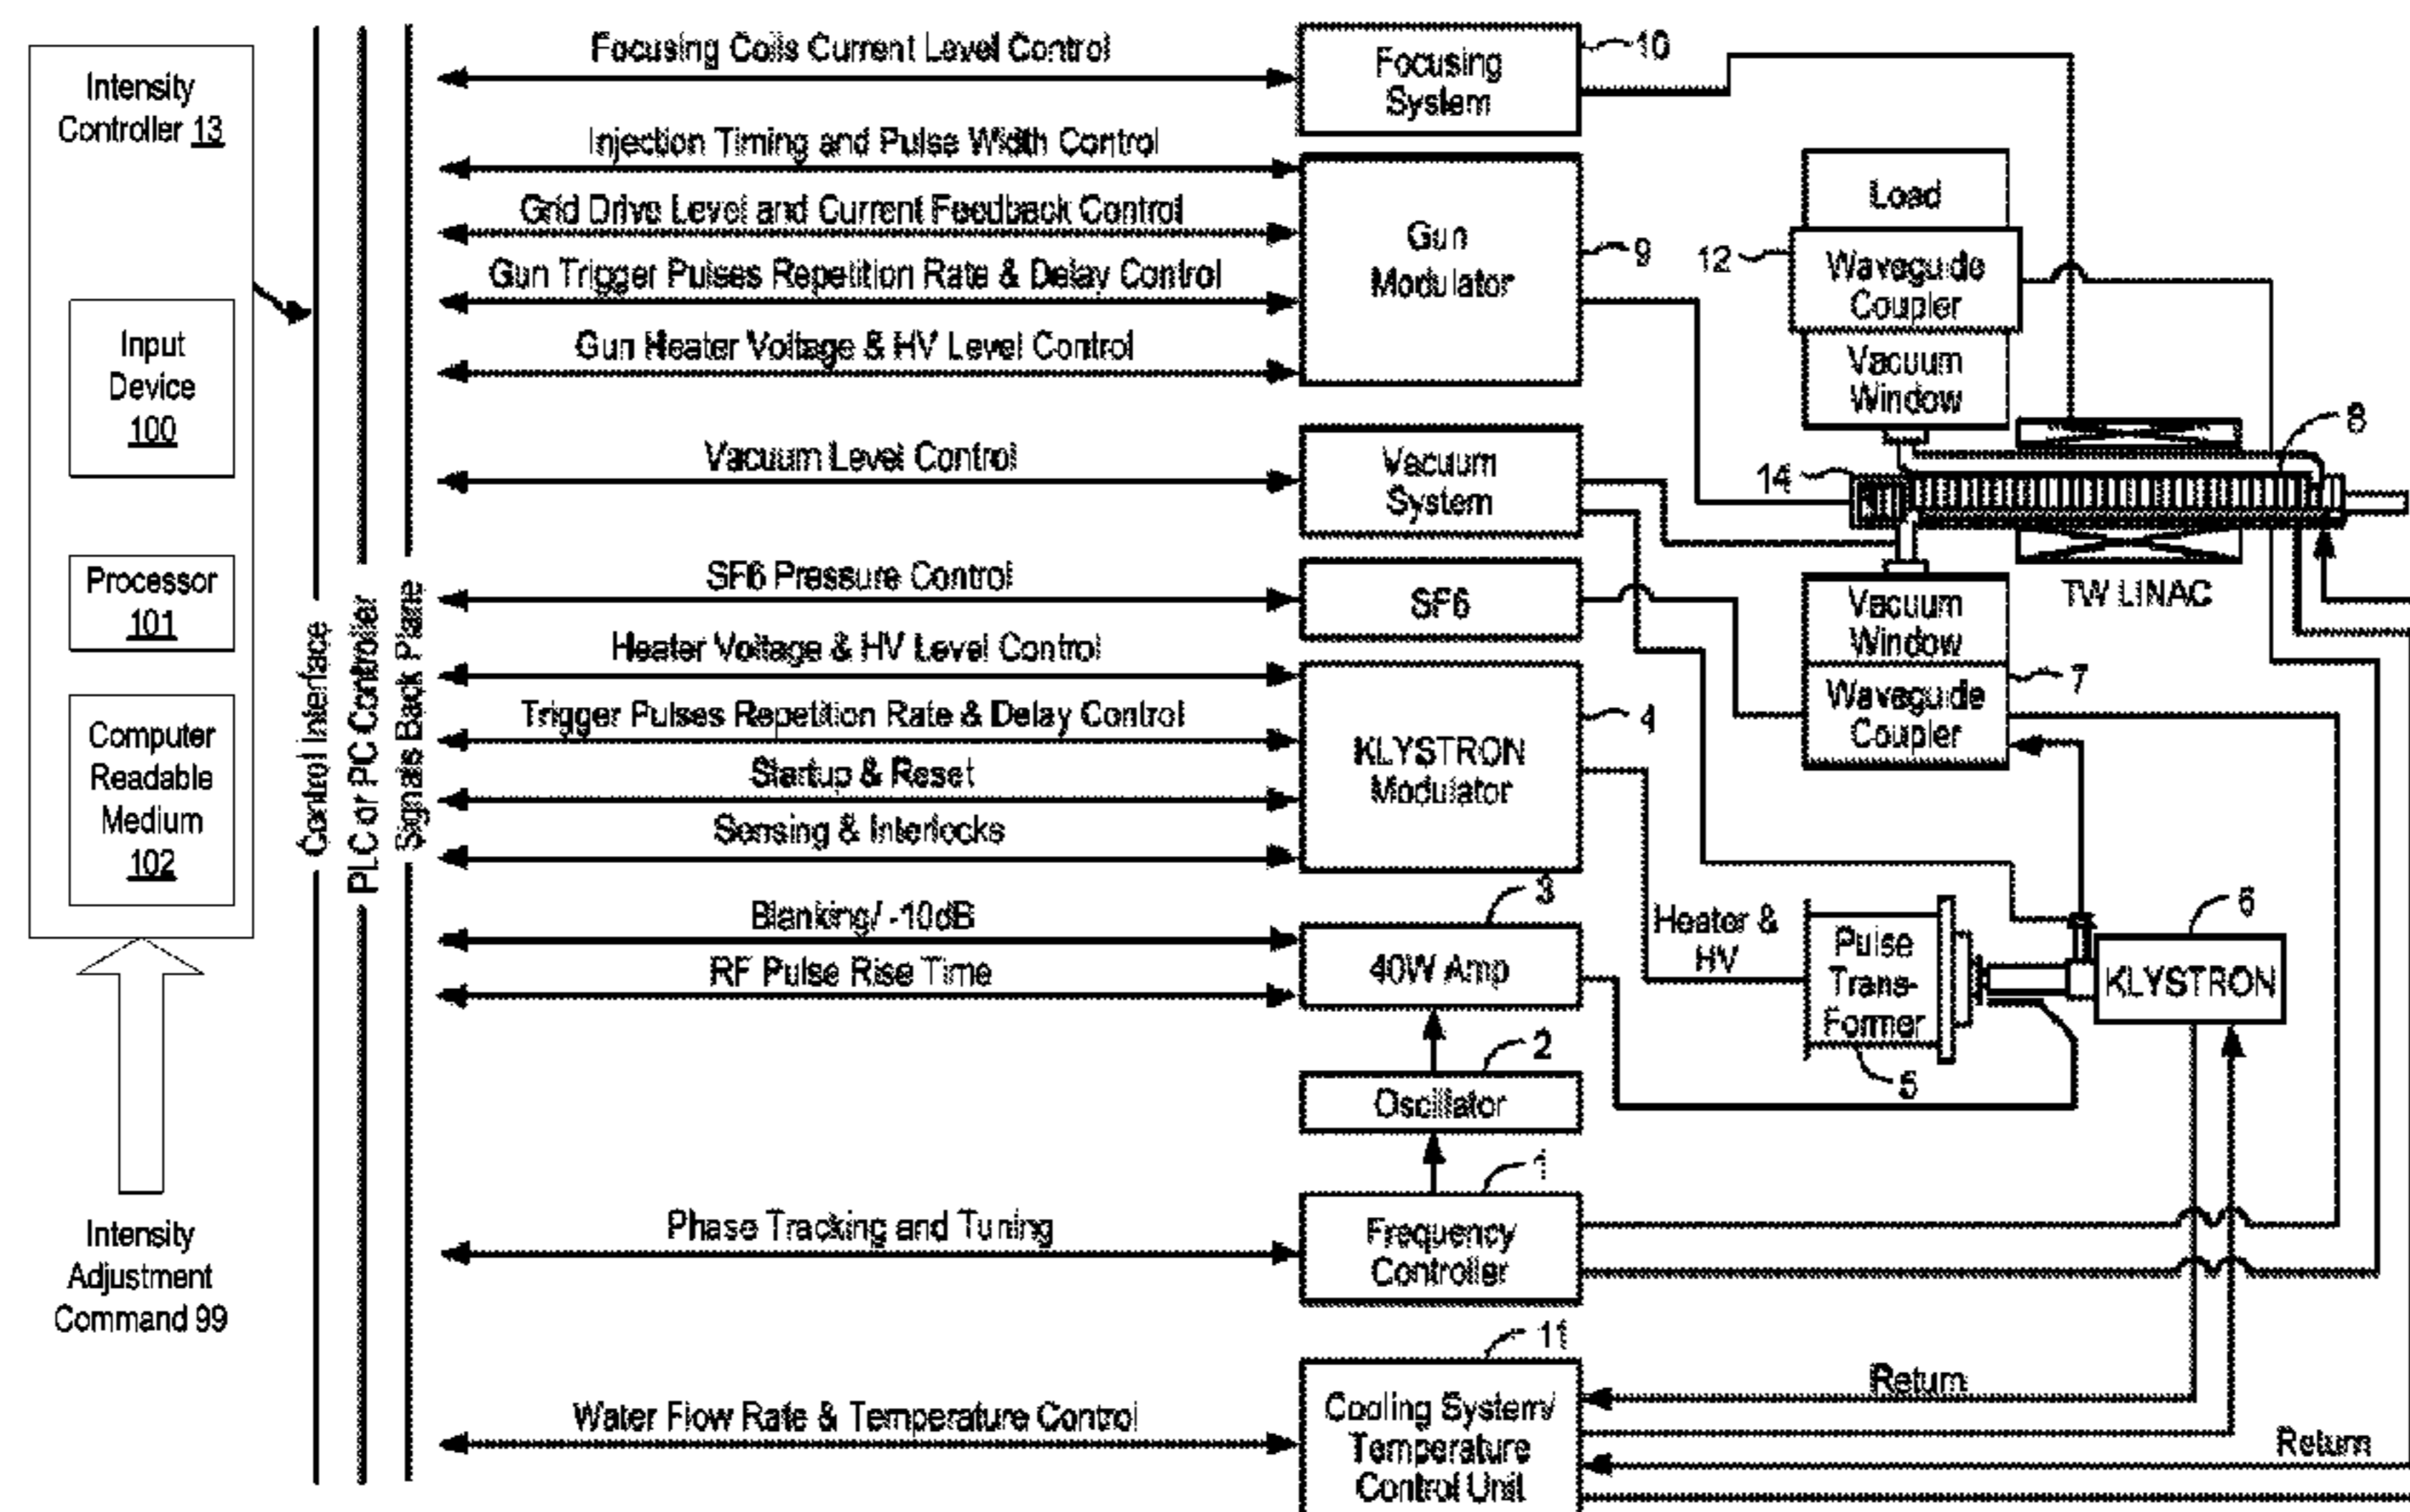 Intensity
Controller 13
Input
Device
100
Processor
101
Computer
Readable
Medium
102
Intensity
Adjustment
Command 99
Control Interface
PLC or PC Controller
Signals Back Plane
Focusing Coils Current Level Control
Injection Timing and Pulse Width Control
Grid Drive Level and Current Feedback Control
Gun Trigger Pulses Repetition Rate & Delay Control
Gun Heater Voltage & HV Level Control
Vacuum Level Control
SF6 Pressure Control
Heater Voltage & HV Level Control
Trigger Pulses Repetition Rate & Delay Control
Startup & Reset
Sensing & Interlocks
Blanking/ -10dB
RF Pulse Rise Time
Phase Tracking and Tuning
Water Flow Rate & Temperature Control
Focusing
System
10
Gun
Modulator
9
Vacuum
System
SF6
KLYSTRON
Modulator
4
3
40W Amp
2
Oscillator
1
Frequency
Controller
11
Cooling System/
Temperature
Control Unit
Load
12
Waveguide
Coupler
Vacuum
Window
8
14
TW LINAC
Vacuum
Window
7
Waveguide
Coupler
Heater &
HV
Pulse
Trans-
Former
5
6
KLYSTRON
Return
Return